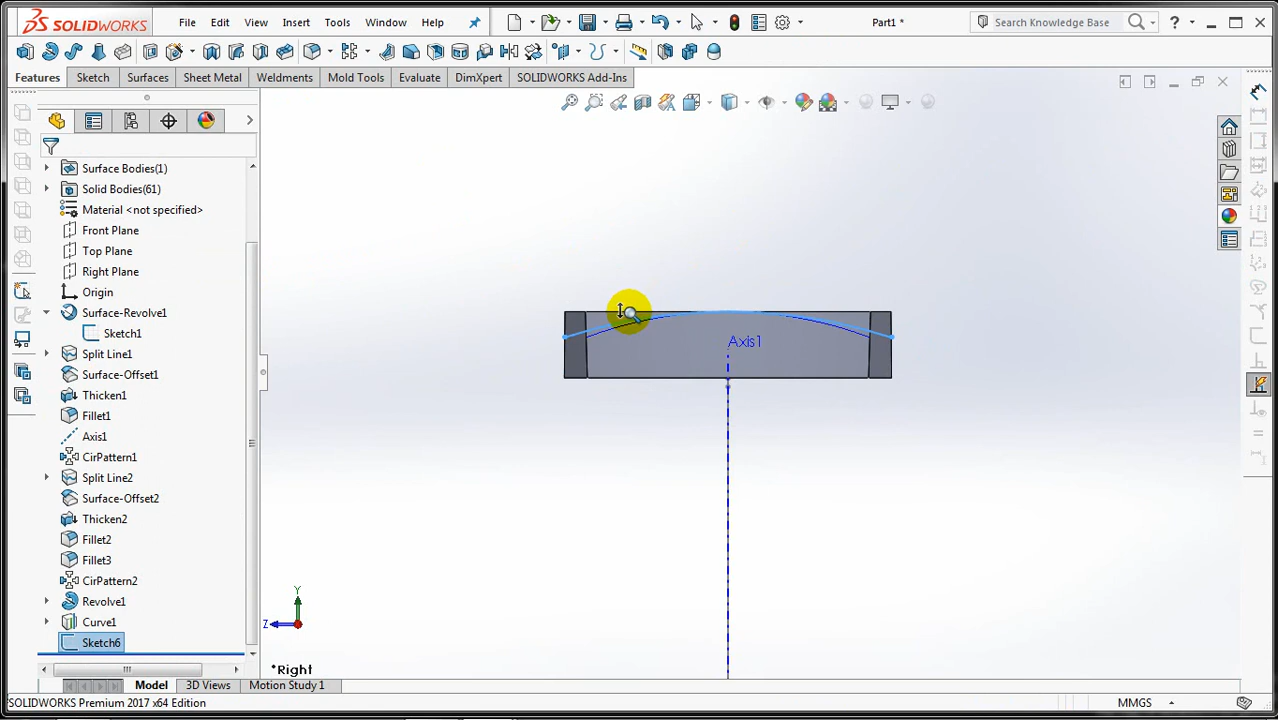 SOLIDWORKS File Edit View Insert Tools Window Help Part1 * Search Knowledge Base ?
Features Sketch Surfaces Sheet Metal Weldments Mold Tools Evaluate DimXpert SOLIDWORKS Add-Ins
Surface Bodies(1)
Solid Bodies(61)
Material <not specified>
Front Plane
Top Plane
Right Plane
Origin
Surface-Revolve1
Sketch1
Split Line1
Surface-Offset1
Thicken1
Fillet1
Axis1
CirPattern1
Split Line2
Surface-Offset2
Thicken2
Fillet2
Fillet3
CirPattern2
Revolve1
Curve1
Sketch6
Axis1
Y
Z
*Right
Model 3D Views Motion Study 1
SOLIDWORKS Premium 2017 x64 Edition MMGS